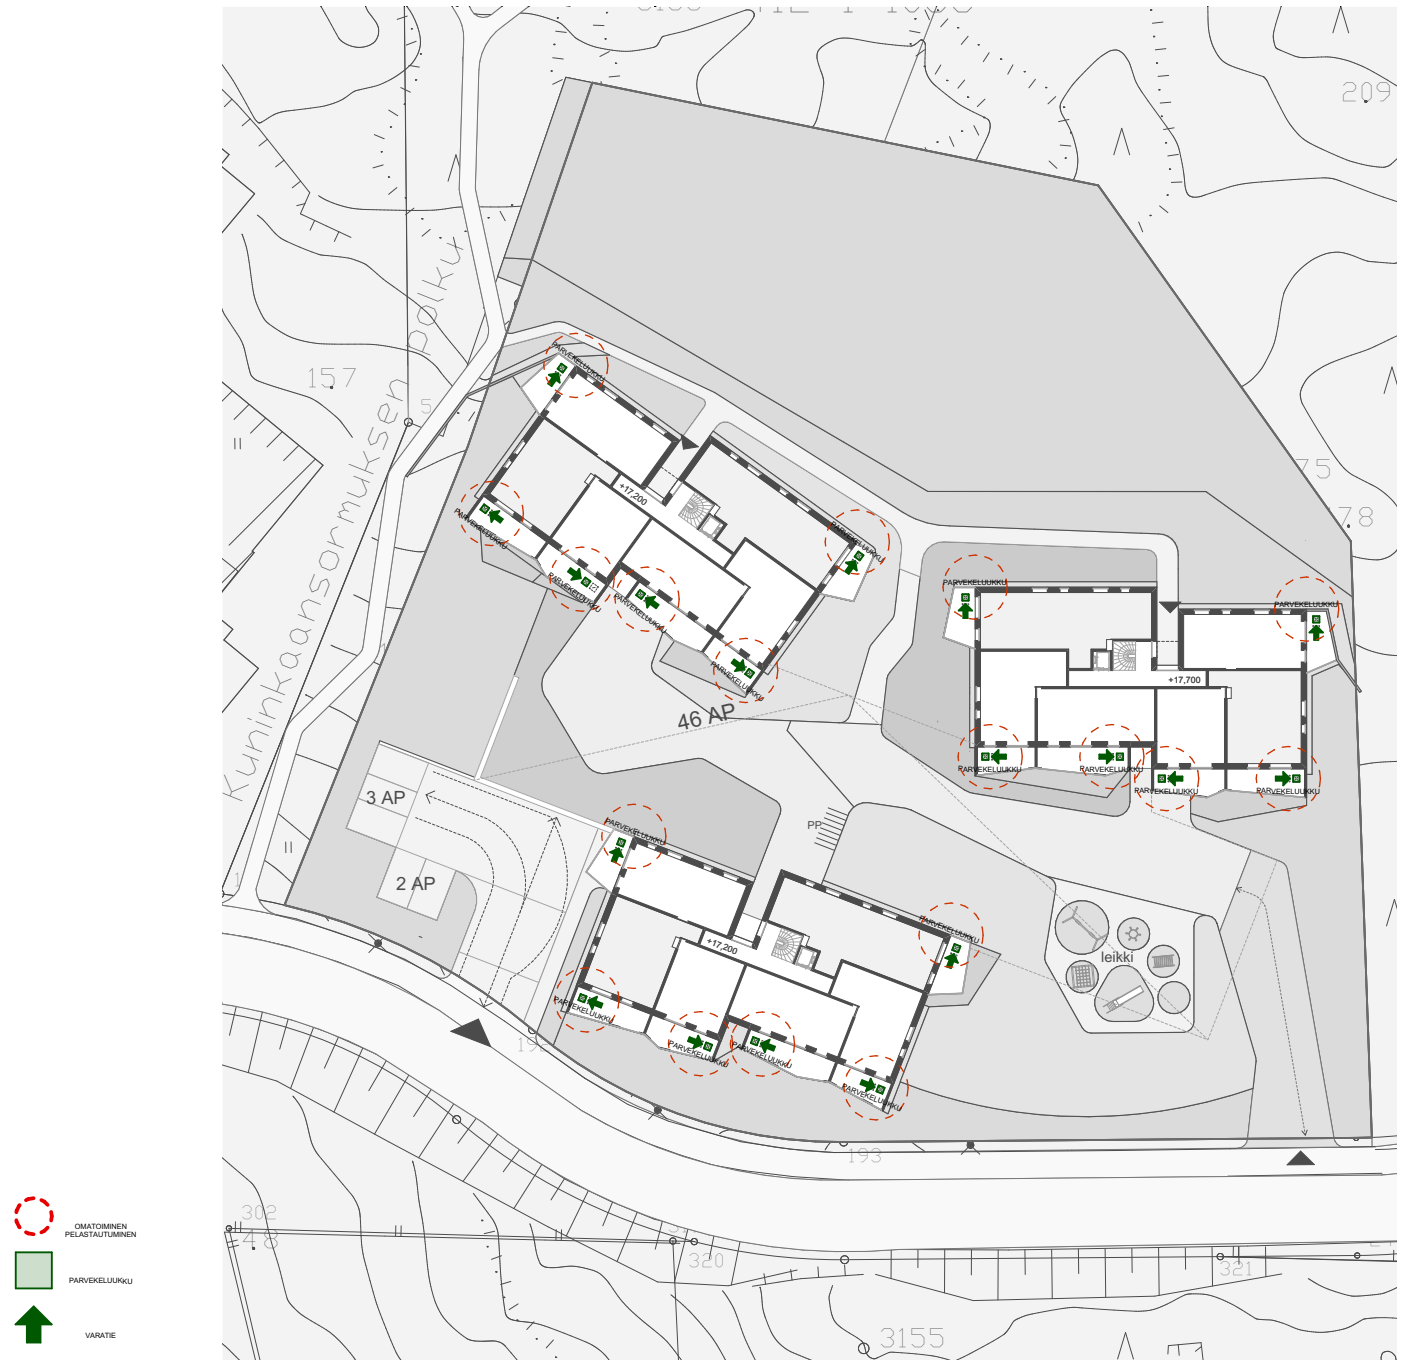 209
157
5
75
78
Kuninkaansormuksen polku
PARVEKELUUKKU
PARVEKELUUKKU
PARVEKELUUKKU
PARVEKELUUKKU
PARVEKELUUKKU
PARVEKELUUKKU
+17,200
PARVEKELUUKKU
PARVEKELUUKKU
+17,700
PARVEKELUUKKU
PARVEKELUUKKU
PARVEKELUUKKU
PARVEKELUUKKU
46 AP
3 AP
2 AP
PP
PARVEKELUUKKU
PARVEKELUUKKU
+17,200
PARVEKELUUKKU
PARVEKELUUKKU
PARVEKELUUKKU
PARVEKELUUKKU
leikki
193
302
48
320
321
3155
OMATOIMINEN
PELASTAUTUMINEN
PARVEKELUUKKU
VARATIE